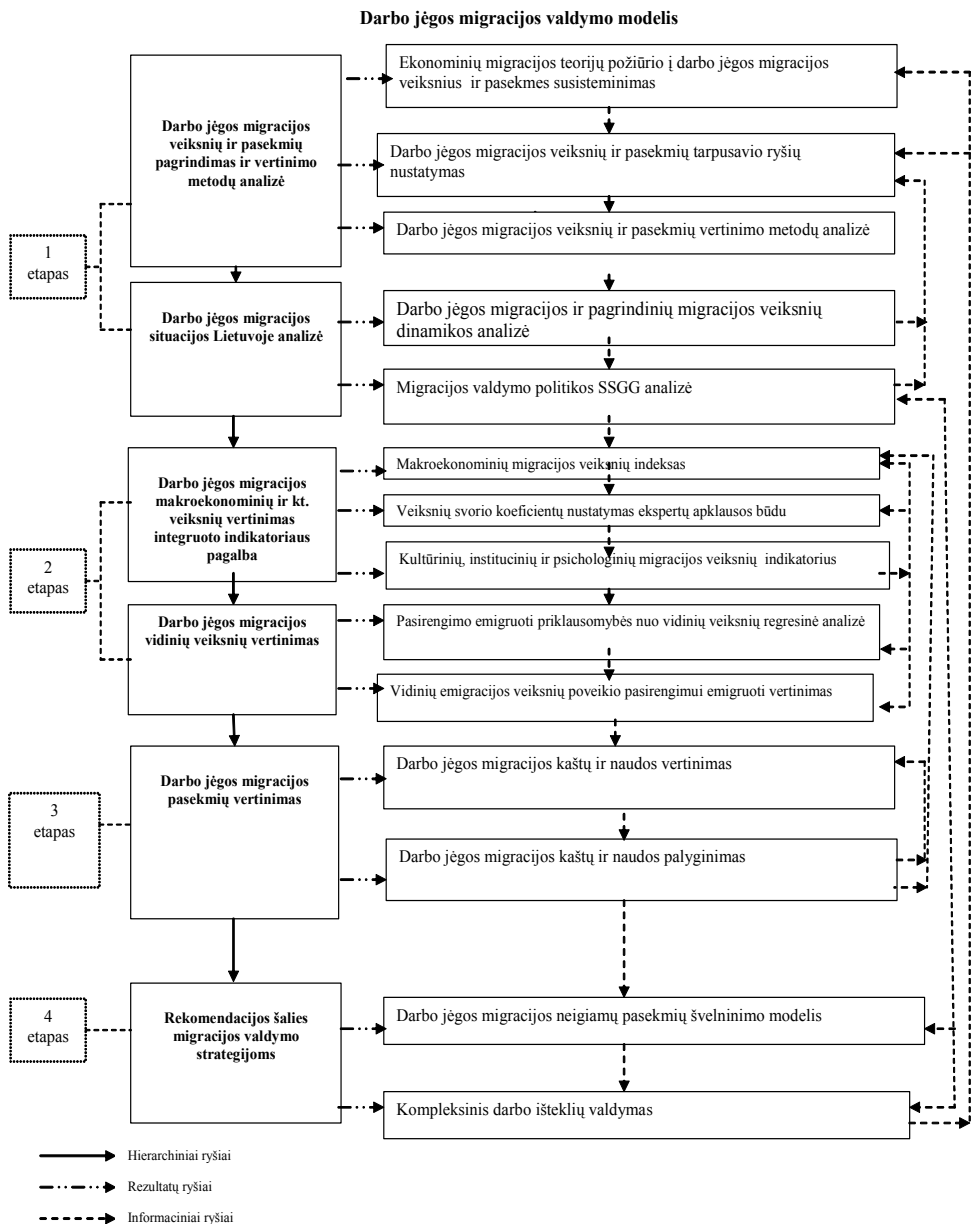 Darbo jėgos migracijos valdymo modelis
Ekonominių migracijos teorijų požiūrio į darbo jėgos migracijos
veiksnius ir pasekmes susisteminimas
Darbo jėgos migracijos
veiksnių ir pasekmių
pagrindimas ir vertinimo
metodų analizė
Darbo jėgos migracijos veiksnių ir pasekmių tarpusavio ryšių
nustatymas
Darbo jėgos migracijos veiksnių ir pasekmių vertinimo metodų analizė
1
etapas
Darbo jėgos migracijos
situacijos Lietuvoje analizė
Darbo jėgos migracijos ir pagrindinių migracijos veiksnių
dinamikos analizė
Migracijos valdymo politikos SSGG analizė
Darbo jėgos migracijos
makroekonominių ir kt.
veiksnių vertinimas
integruoto indikatoriaus
pagalba
Makroekonominių migracijos veiksnių indeksas
Veiksnių svorio koeficientų nustatymas ekspertų apklausos būdu
Kultūrinių, institucinių ir psichologinių migracijos veiksnių indikatorius
2
etapas
Darbo jėgos migracijos
vidinių veiksnių vertinimas
Pasirengimo emigruoti priklausomybės nuo vidinių veiksnių regresinė analizė
Vidinių emigracijos veiksnių poveikio pasirengimui emigruoti vertinimas
Darbo jėgos migracijos
pasekmių vertinimas
Darbo jėgos migracijos kaštų ir naudos vertinimas
3
etapas
Darbo jėgos migracijos kaštų ir naudos palyginimas
4
etapas
Rekomendacijos šalies
migracijos valdymo
strategijoms
Darbo jėgos migracijos neigiamų pasekmių švelninimo modelis
Kompleksinis darbo išteklių valdymas
Hierarchiniai ryšiai
Rezultatų ryšiai
Informaciniai ryšiai